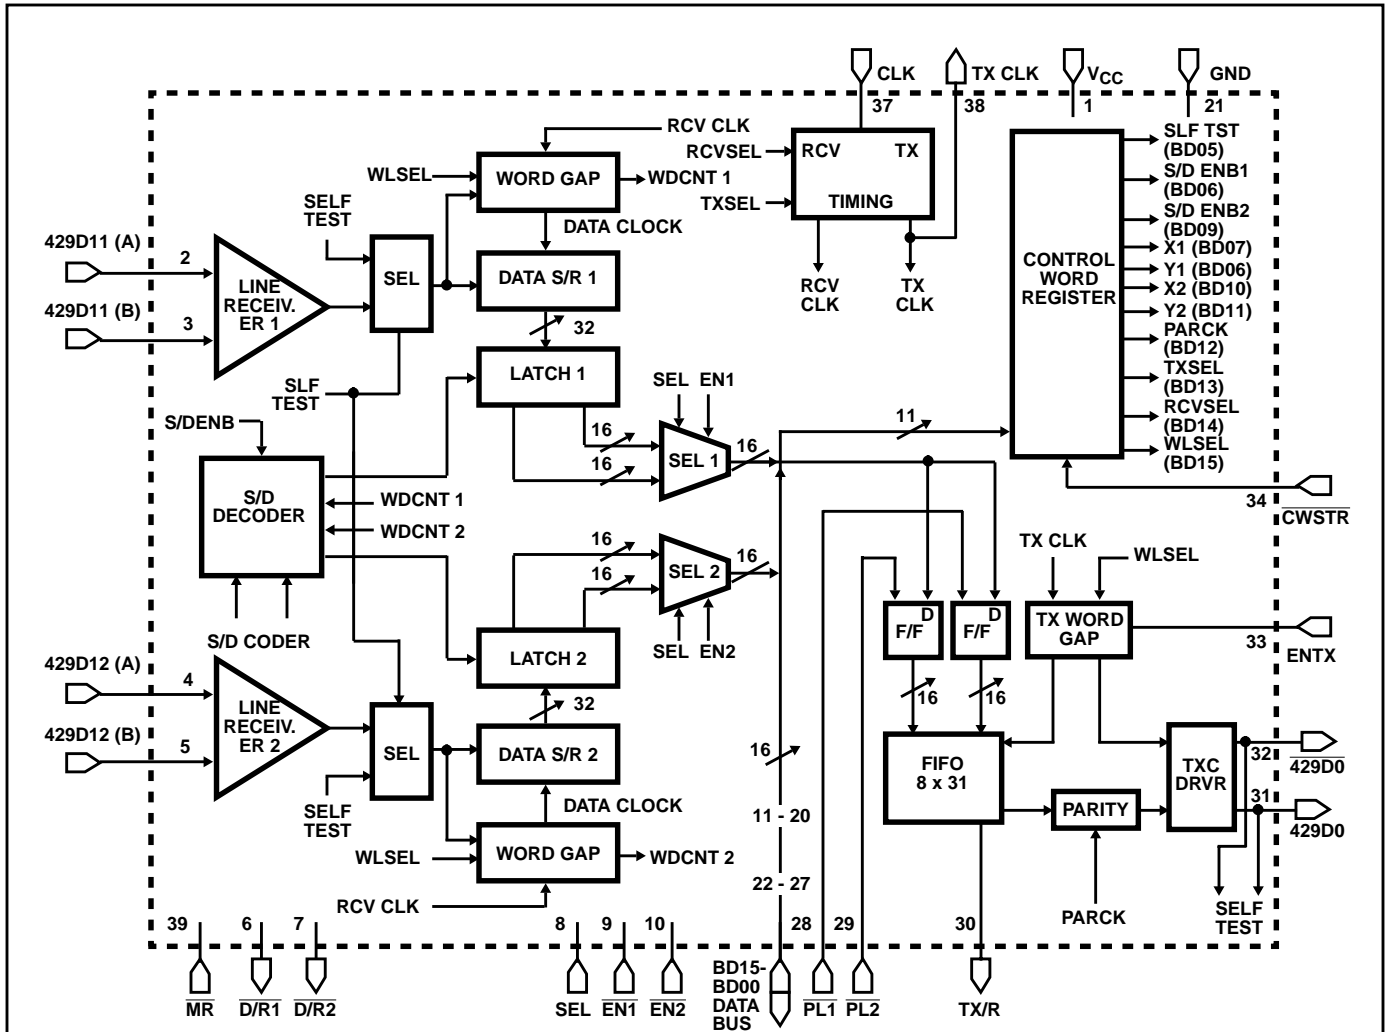 CLK
TX CLK
VCC
GND
37
38
1
21
RCV CLK
RCVSEL
TXSEL
RCV TX
TIMING
RCV
CLK
TX
CLK
WLSEL
WORD GAP
WDCNT 1
DATA CLOCK
SELF
TEST
429D11 (A)
2
429D11 (B)
3
LINE
RECEIV.
ER 1
SEL
DATA S/R 1
32
LATCH 1
CONTROL
WORD
REGISTER
SLF TST
(BD05)
S/D ENB1
(BD06)
S/D ENB2
(BD09)
X1 (BD07)
Y1 (BD06)
X2 (BD10)
Y2 (BD11)
PARCK
(BD12)
TXSEL
(BD13)
RCVSEL
(BD14)
WLSEL
(BD15)
34
CWSTR
SLF
TEST
S/DENB
S/D
DECODER
WDCNT 1
WDCNT 2
S/D CODER
16
16
SEL EN1
SEL 1
16
11
16
16
SEL 2
16
SEL EN2
LATCH 2
32
DATA S/R 2
DATA CLOCK
WORD GAP
WDCNT 2
WLSEL
RCV CLK
429D12 (A)
4
429D12 (B)
5
LINE
RECEIV.
ER 2
SEL
SELF
TEST
TX CLK
WLSEL
D
F/F
D
F/F
TX WORD
GAP
33
ENTX
16
16
FIFO
8 x 31
PARITY
TXC
DRVR
32
429D0
31
429D0
PARCK
SELF
TEST
16
11 - 20
22 - 27
39
6
7
8
9
10
28
29
30
MR
D/R1
D/R2
SEL
EN1
EN2
BD15-
BD00
DATA
BUS
PL1
PL2
TX/R